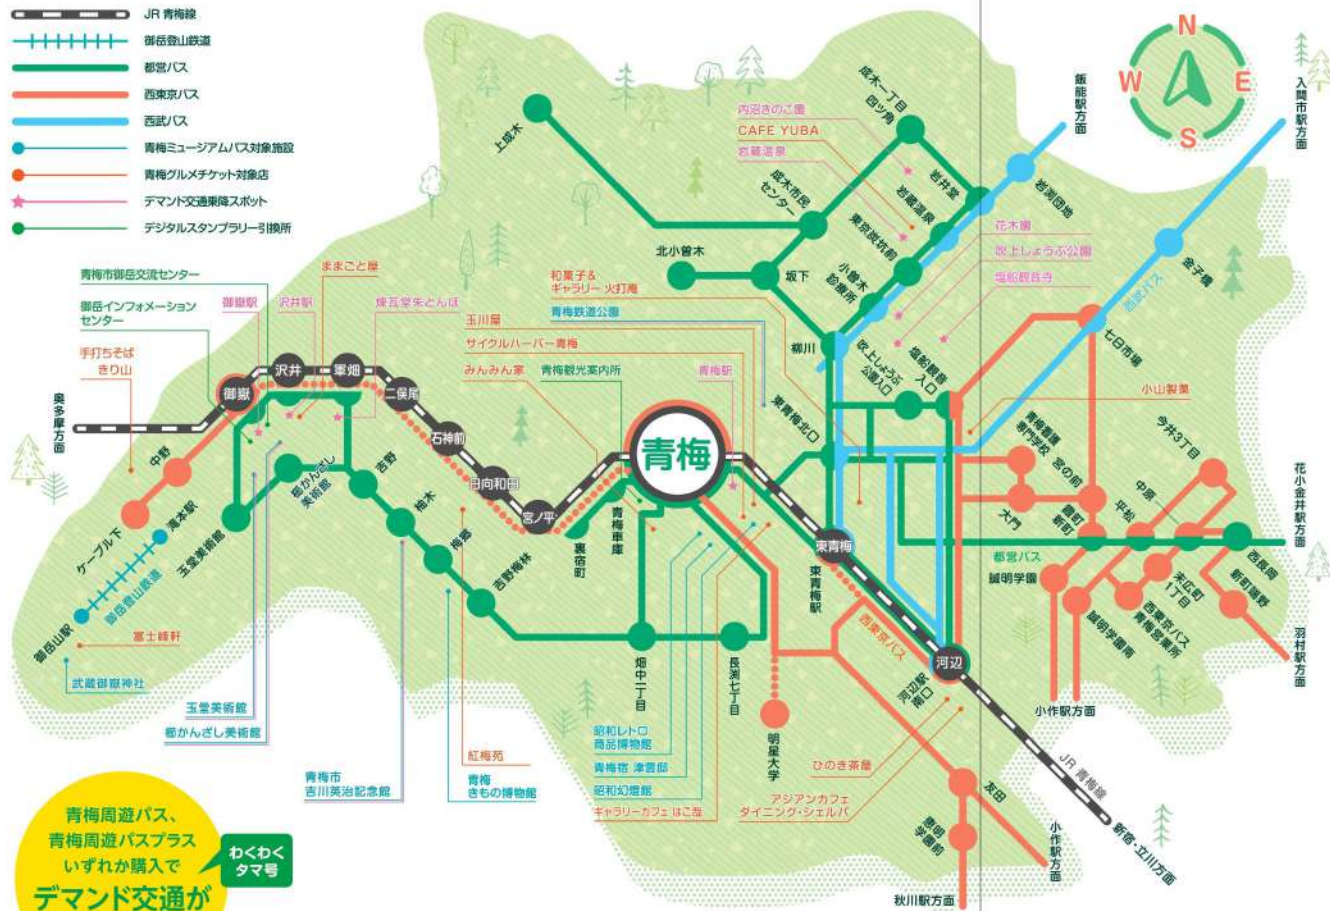 JR 青梅線
御岳登山鉄道
都営バス
西東京バス
西武バス
青梅ミュージアムバス対象施設
青梅グルメチケット対象店
デマンド交通乗降スポット
デジタルスタンプラリー引換所
N
W
E
S
飯能駅方面
入間市駅方面
上成木
内沼きのこ園
CAFE YUBA
岩蔵温泉
成木一丁目
四ツ角
成木市民
センター
岩井堂
岩蔵温泉
東京炭坑前
小曽木
診療所
岩渕団地
花木園
吹上しょうぶ公園
塩船観音寺
西武バス
金子橋
七日市場
北小曽木
坂下
柳川
吹上しょうぶ
公園入口
塩船観音
入口
小山製菓
青梅市御岳交流センター
ままごと屋
御岳インフォメーション
センター
御嶽駅
沢井駅
煉瓦堂朱とんぼ
手打ちそば
きり山
和菓子&
ギャラリー 火打庵
青梅鉄道公園
玉川屋
サイクルハーバー青梅
みんみん家
青梅観光案内所
青梅駅
東青梅北口
奥多摩方面
御嶽
沢井
軍畑
二俣尾
石神前
日向和田
宮ノ平
青梅
東青梅
東青梅駅
河辺
河辺駅
南口
西東京バス
JR 青梅線
新宿・立川方面
中野
ケーブル下
滝本駅
御岳登山鉄道
御岳山駅
富士峰軒
武蔵御嶽神社
玉堂美術館
櫛かんざし
美術館
吉野
柚木
梅郷
吉野梅林
裏宿町
青梅車庫
畑中一丁目
長渕七丁目
明星大学
玉堂美術館
櫛かんざし美術館
青梅市
吉川英治記念館
紅梅苑
青梅
きもの博物館
昭和レトロ
商品博物館
青梅宿 津雲邸
昭和幻燈館
ギャラリーカフェ はこ哉
ひのき茶屋
アジアンカフェ
ダイニング・シェルパ
友田
恵明
学園前
小作駅方面
秋川駅方面
青梅看護
専門学校
宮の前
大門
霞町
新町
今井3丁目
中原
平松
都営バス
誠明学園
誠明学園南
末広町
1丁目
西東京バス
青梅営業所
西長岡
新町端野
花小金井駅方面
羽村駅方面
小作駅方面
青梅周遊パス、
青梅周遊パスプラス
いずれか購入で
デマンド交通が
わくわく
タマ号